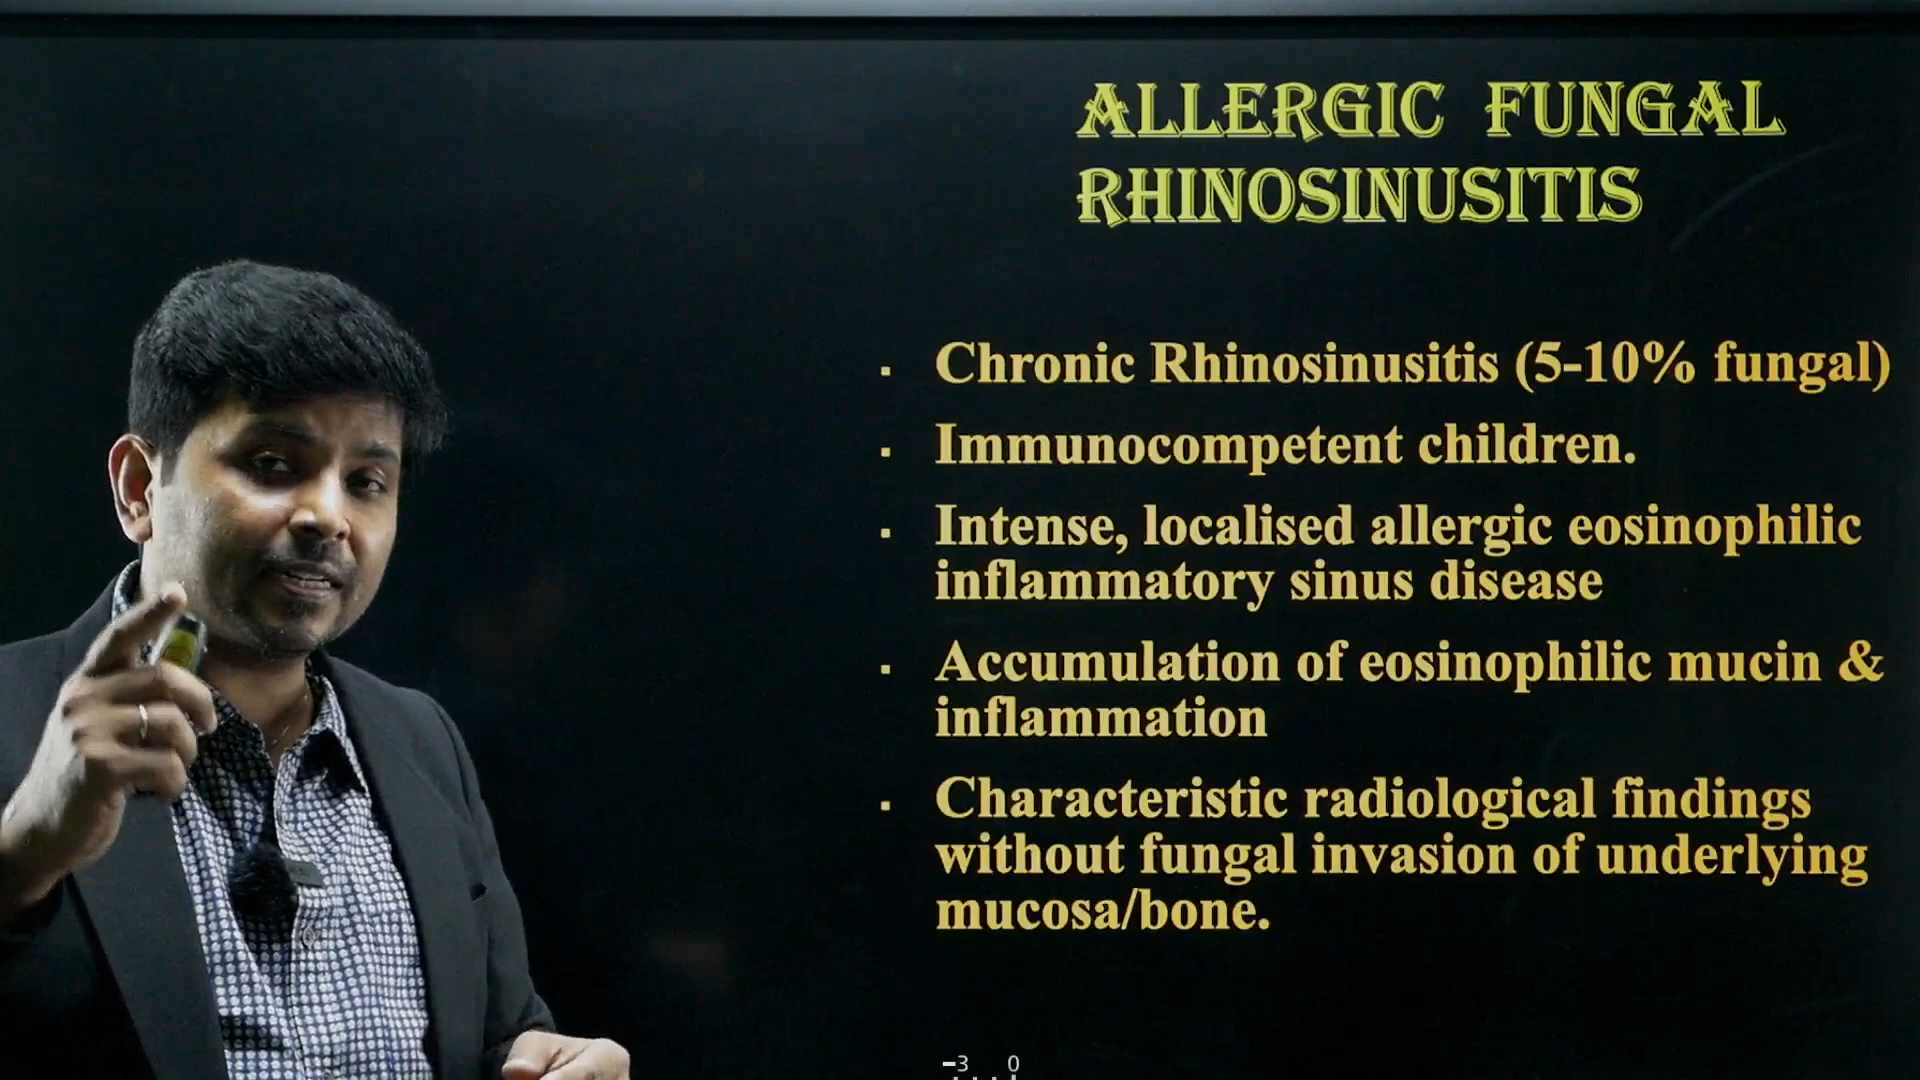 ALLERGIC FUNGAL
RHINOSINUSITIS
▪ Chronic Rhinosinusitis (5-10% fungal)
▪ Immunocompetent children.
▪ Intense, localised allergic eosinophilic
inflammatory sinus disease
▪ Accumulation of eosinophilic mucin &
inflammation
▪ Characteristic radiological findings
without fungal invasion of underlying
mucosa/bone.
-3 0